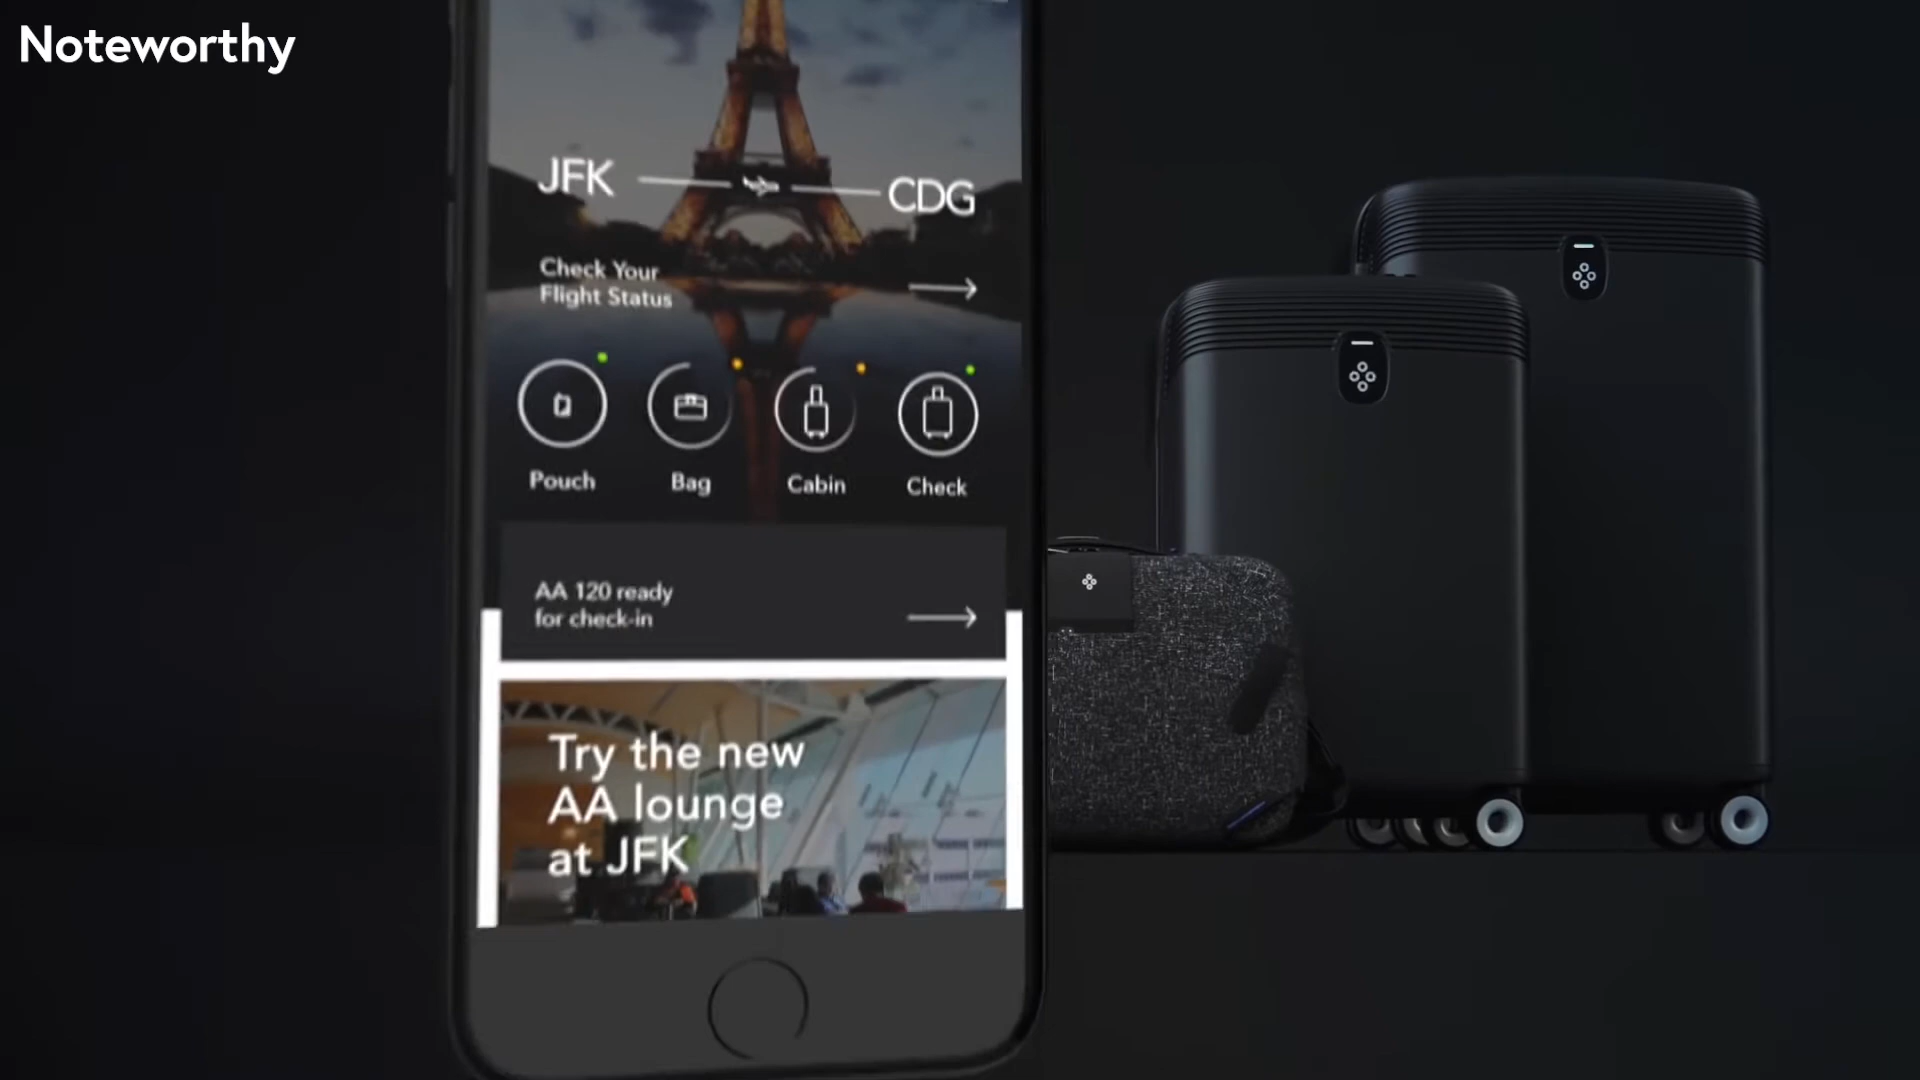 Noteworthy
JFK
CDG
Check Your
Flight Status
Pouch
Bag
Cabin
Check
AA 120 ready
for check-in
Try the new
AA lounge
at JFK